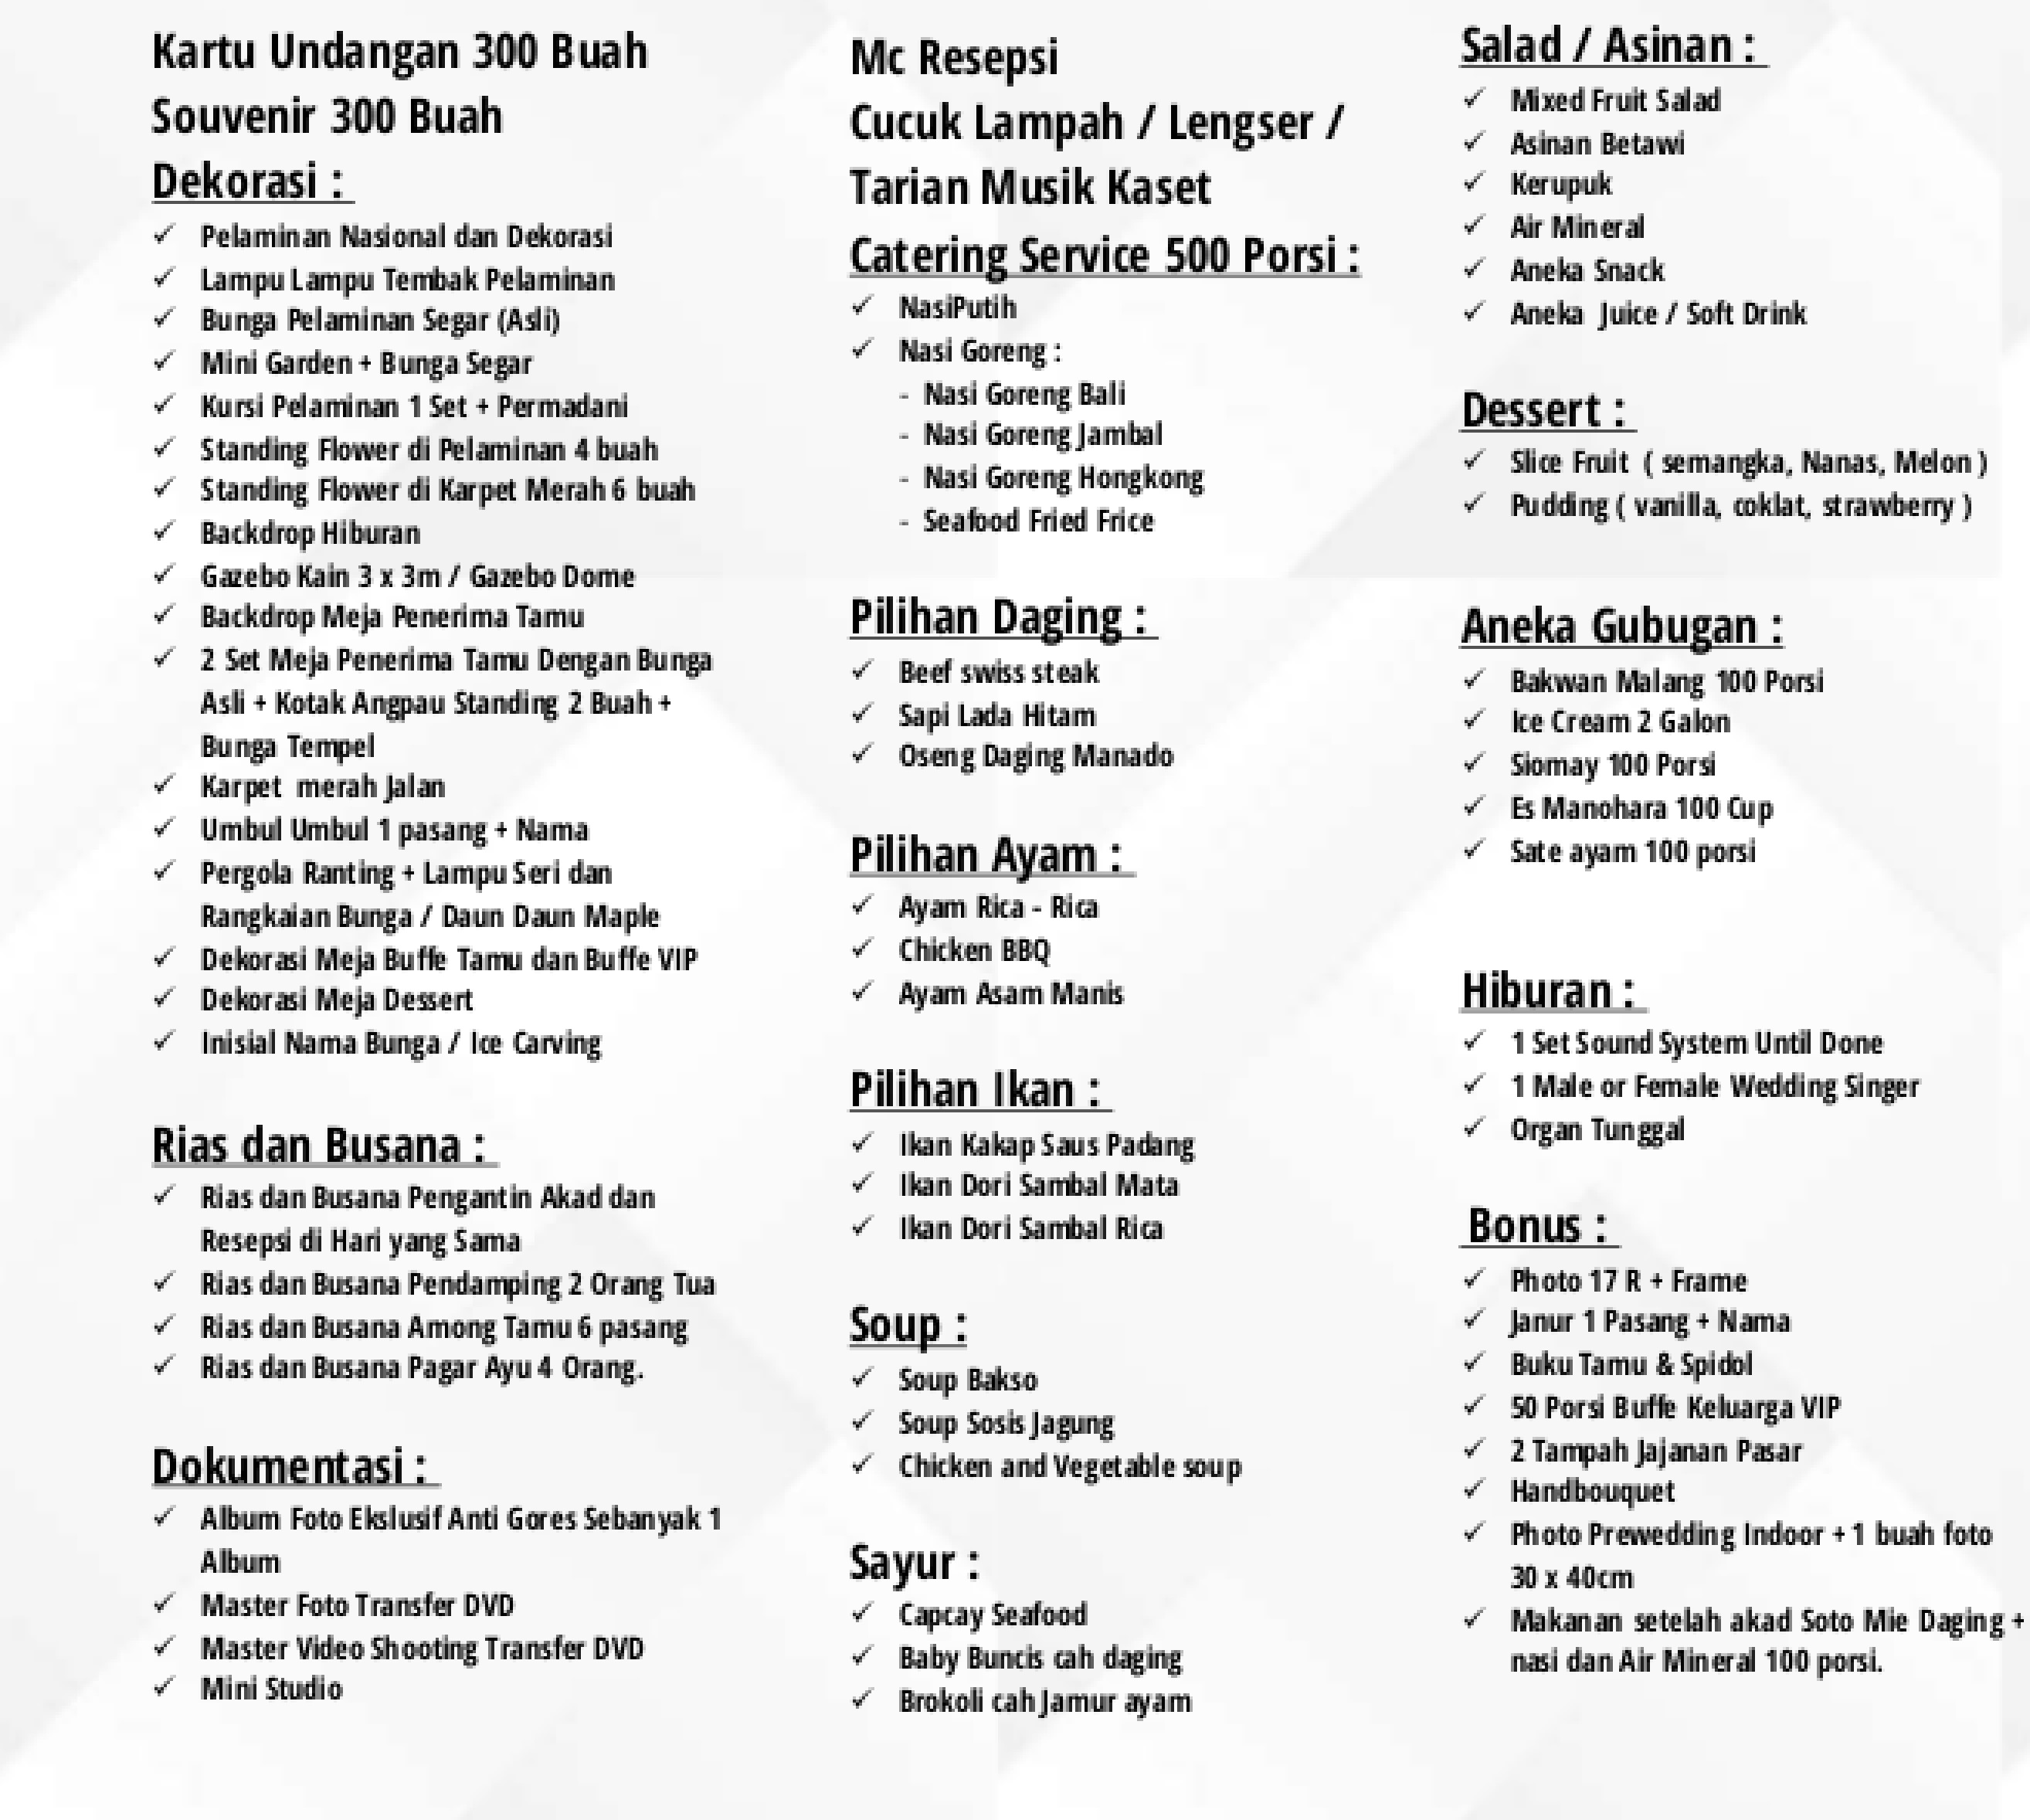 Kartu Undangan 300 Buah
Souvenir 300 Buah
Dekorasi :
✓ Pelaminan Nasional dan Dekorasi
✓ Lampu Lampu Tembak Pelaminan
✓ Bunga Pelaminan Segar (Asli)
✓ Mini Garden + Bunga Segar
✓ Kursi Pelaminan 1 Set + Permadani
✓ Standing Flower di Pelaminan 4 buah
✓ Standing Flower di Karpet Merah 6 buah
✓ Backdrop Hiburan
✓ Gazebo Kain 3 x 3m / Gazebo Dome
✓ Backdrop Meja Penerima Tamu
✓ 2 Set Meja Penerima Tamu Dengan Bunga
Asli + Kotak Angpau Standing 2 Buah +
Bunga Tempel
✓ Karpet merah Jalan
✓ Umbul Umbul 1 pasang + Nama
✓ Pergola Ranting + Lampu Seri dan
Rangkaian Bunga / Daun Daun Maple
✓ Dekorasi Meja Buffe Tamu dan Buffe VIP
✓ Dekorasi Meja Dessert
✓ Inisial Nama Bunga / Ice Carving
Rias dan Busana :
✓ Rias dan Busana Pengantin Akad dan
Resepsi di Hari yang Sama
✓ Rias dan Busana Pendamping 2 Orang Tua
✓ Rias dan Busana Among Tamu 6 pasang
✓ Rias dan Busana Pagar Ayu 4 Orang.
Dokumentasi :
✓ Album Foto Ekslusif Anti Gores Sebanyak 1
Album
✓ Master Foto Transfer DVD
✓ Master Video Shooting Transfer DVD
✓ Mini Studio
Mc Resepsi
Cucuk Lampah / Lengser /
Tarian Musik Kaset
Catering Service 500 Porsi :
✓ NasiPutih
✓ Nasi Goreng :
- Nasi Goreng Bali
- Nasi Goreng Jambal
- Nasi Goreng Hongkong
- Seafood Fried Frice
Pilihan Daging :
✓ Beef swiss steak
✓ Sapi Lada Hitam
✓ Oseng Daging Manado
Pilihan Ayam :
✓ Ayam Rica - Rica
✓ Chicken BBQ
✓ Ayam Asam Manis
Pilihan Ikan :
✓ Ikan Kakap Saus Padang
✓ Ikan Dori Sambal Mata
✓ Ikan Dori Sambal Rica
Soup :
✓ Soup Bakso
✓ Soup Sosis Jagung
✓ Chicken and Vegetable soup
Sayur :
✓ Capcay Seafood
✓ Baby Buncis cah daging
✓ Brokoli cah Jamur ayam
Salad / Asinan :
✓ Mixed Fruit Salad
✓ Asinan Betawi
✓ Kerupuk
✓ Air Mineral
✓ Aneka Snack
✓ Aneka Juice / Soft Drink
Dessert :
✓ Slice Fruit ( semangka, Nanas, Melon )
✓ Pudding ( vanilla, coklat, strawberry )
Aneka Gubugan :
✓ Bakwan Malang 100 Porsi
✓ Ice Cream 2 Galon
✓ Siomay 100 Porsi
✓ Es Manohara 100 Cup
✓ Sate ayam 100 porsi
Hiburan :
✓ 1 Set Sound System Until Done
✓ 1 Male or Female Wedding Singer
✓ Organ Tunggal
Bonus :
✓ Photo 17 R + Frame
✓ Janur 1 Pasang + Nama
✓ Buku Tamu & Spidol
✓ 50 Porsi Buffe Keluarga VIP
✓ 2 Tampah Jajanan Pasar
✓ Handbouquet
✓ Photo Prewedding Indoor + 1 buah foto
30 x 40cm
✓ Makanan setelah akad Soto Mie Daging +
nasi dan Air Mineral 100 porsi.